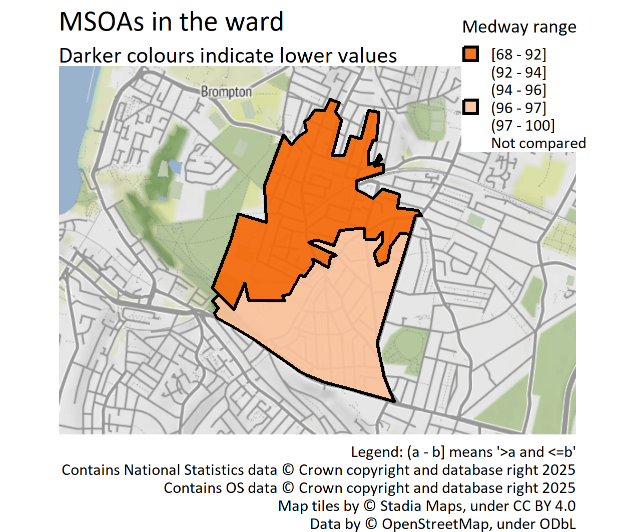 MSOAs in the ward
Darker colours indicate lower values
Medway range
[68 - 92]
(92 - 94]
(94 - 96]
(96 - 97]
(97 - 100]
Not compared
Brompton
Legend: (a - b] means '>a and <=b'
Contains National Statistics data © Crown copyright and database right 2025
Contains OS data © Crown copyright and database right 2025
Map tiles by © Stadia Maps, under CC BY 4.0
Data by © OpenStreetMap, under ODbL